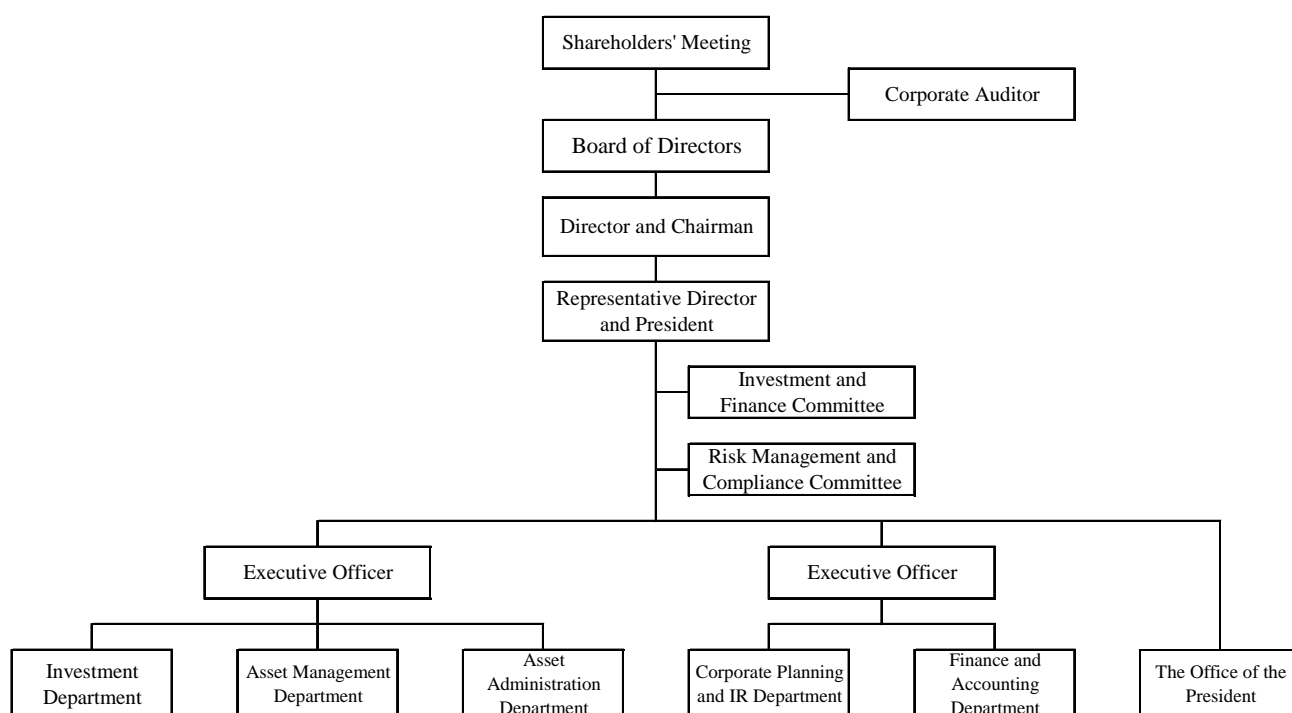 Shareholders' Meeting
Corporate Auditor
Board of Directors
Director and Chairman
Representative Director
and President
Investment and
Finance Committee
Risk Management and
Compliance Committee
Executive Officer
Executive Officer
Investment
Department
Asset Management
Department
Asset
Administration
Department
Corporate Planning
and IR Department
Finance and
Accounting
Department
The Office of the
President